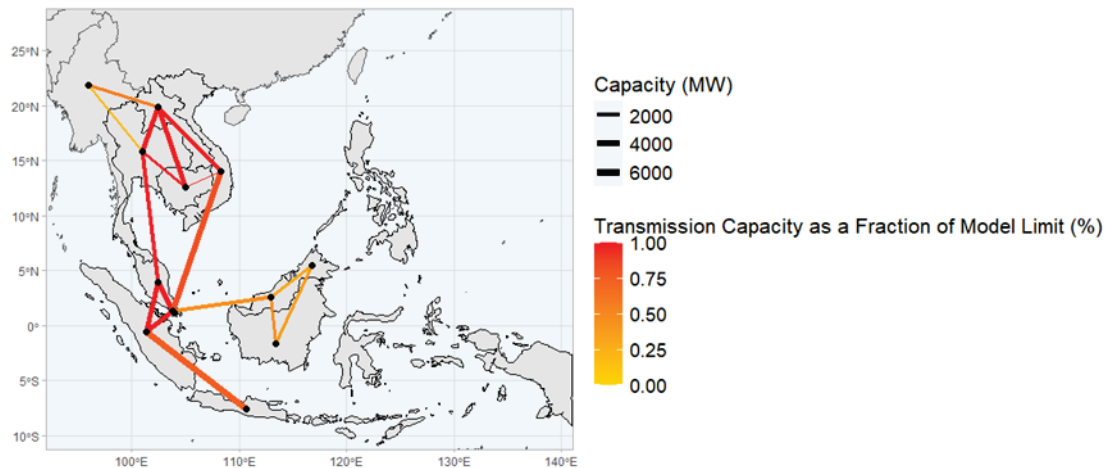 25°N
20°N
15°N
10°N
5°N
0°
5°S
10°S
100°E
110°E
120°E
130°E
140°E
Capacity (MW)
2000
4000
6000
Transmission Capacity as a Fraction of Model Limit (%)
1.00
0.75
0.50
0.25
0.00